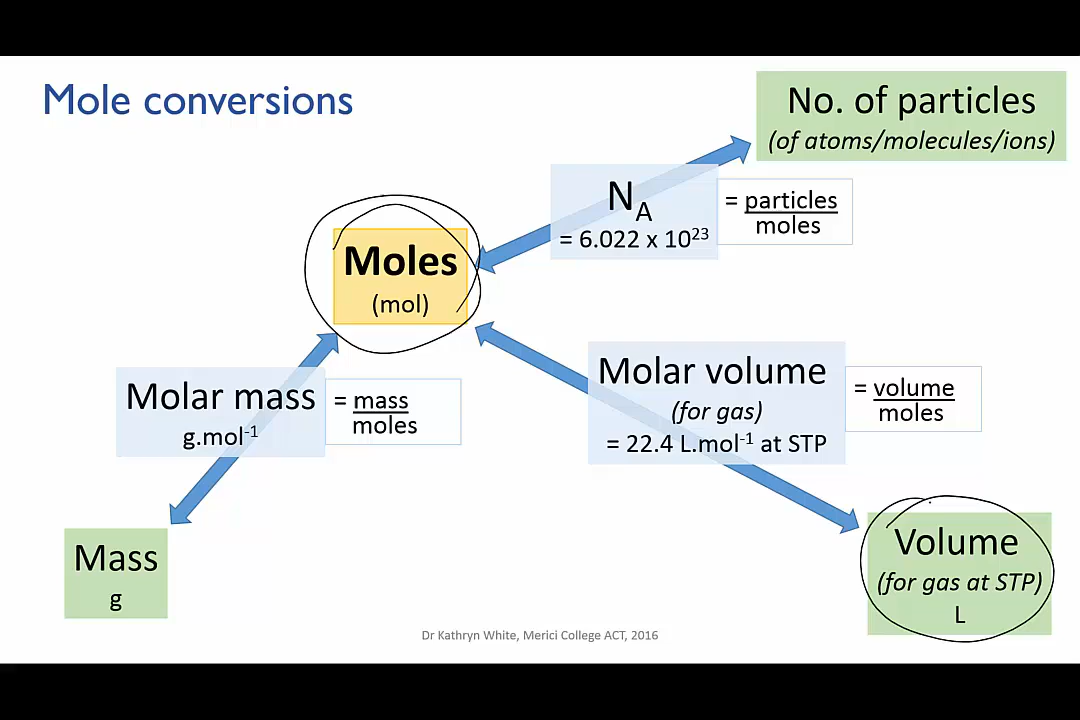 Mole conversions
No. of particles
(of atoms/molecules/ions)
N_A
= 6.022 x 10²³
= particles
moles
Moles
(mol)
Molar mass
g.mol⁻¹
= mass
moles
Molar volume
(for gas)
= 22.4 L.mol⁻¹ at STP
= volume
moles
Mass
g
Volume
(for gas at STP)
L
Dr Kathryn White, Merici College ACT, 2016